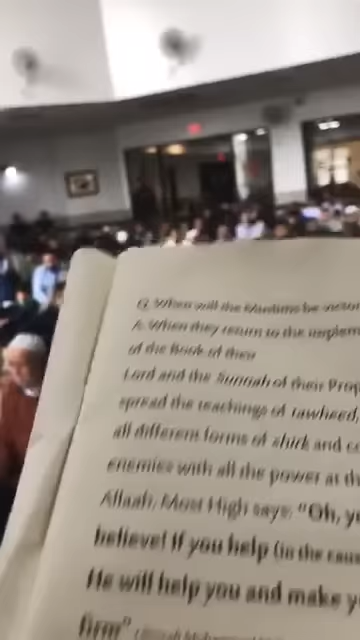 Q. When will the Muslims be victor
A. When they return to the implem
of the Book of their
Lord and the Sunnah of their Prop
spread the teachings of tawheed,
all different forms of shirk and co
enemies with all the power at th
Allaah, Most High says: "Oh, yo
believe! If you help (in the caus
He will help you and make yo
firm"